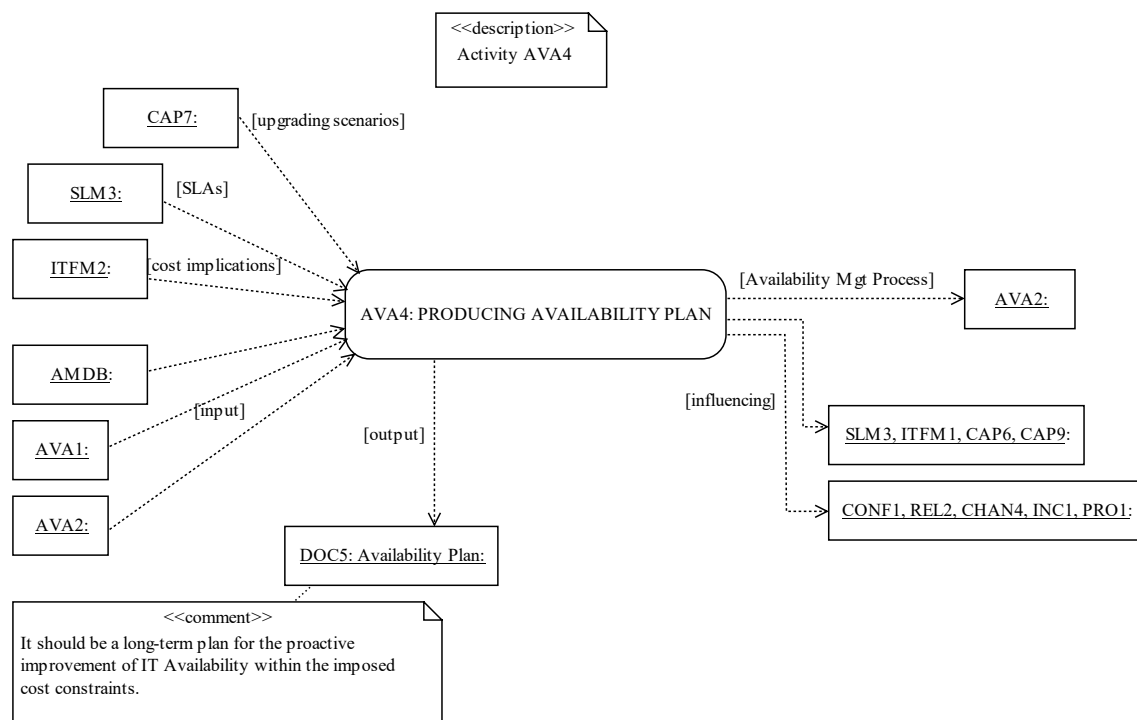 <<description>>
Activity AVA4
CAP7:
[upgrading scenarios]
SLM3:
[SLAs]
ITFM2:
[cost implications]
AVA4: PRODUCING AVAILABILITY PLAN
[Availability Mgt Process]
AVA2:
AMDB:
[input]
[influencing]
AVA1:
[output]
SLM3, ITFM1, CAP6, CAP9:
AVA2:
CONF1, REL2, CHAN4, INC1, PRO1:
DOC5: Availability Plan:
<<comment>>
It should be a long-term plan for the proactive
improvement of IT Availability within the imposed
cost constraints.